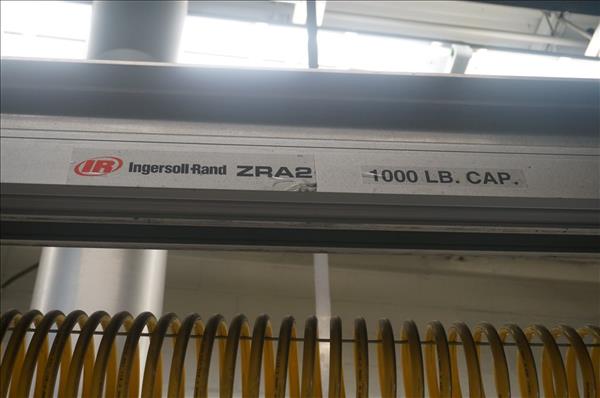 IR Ingersoll-Rand ZRA2 1000 LB. CAP.